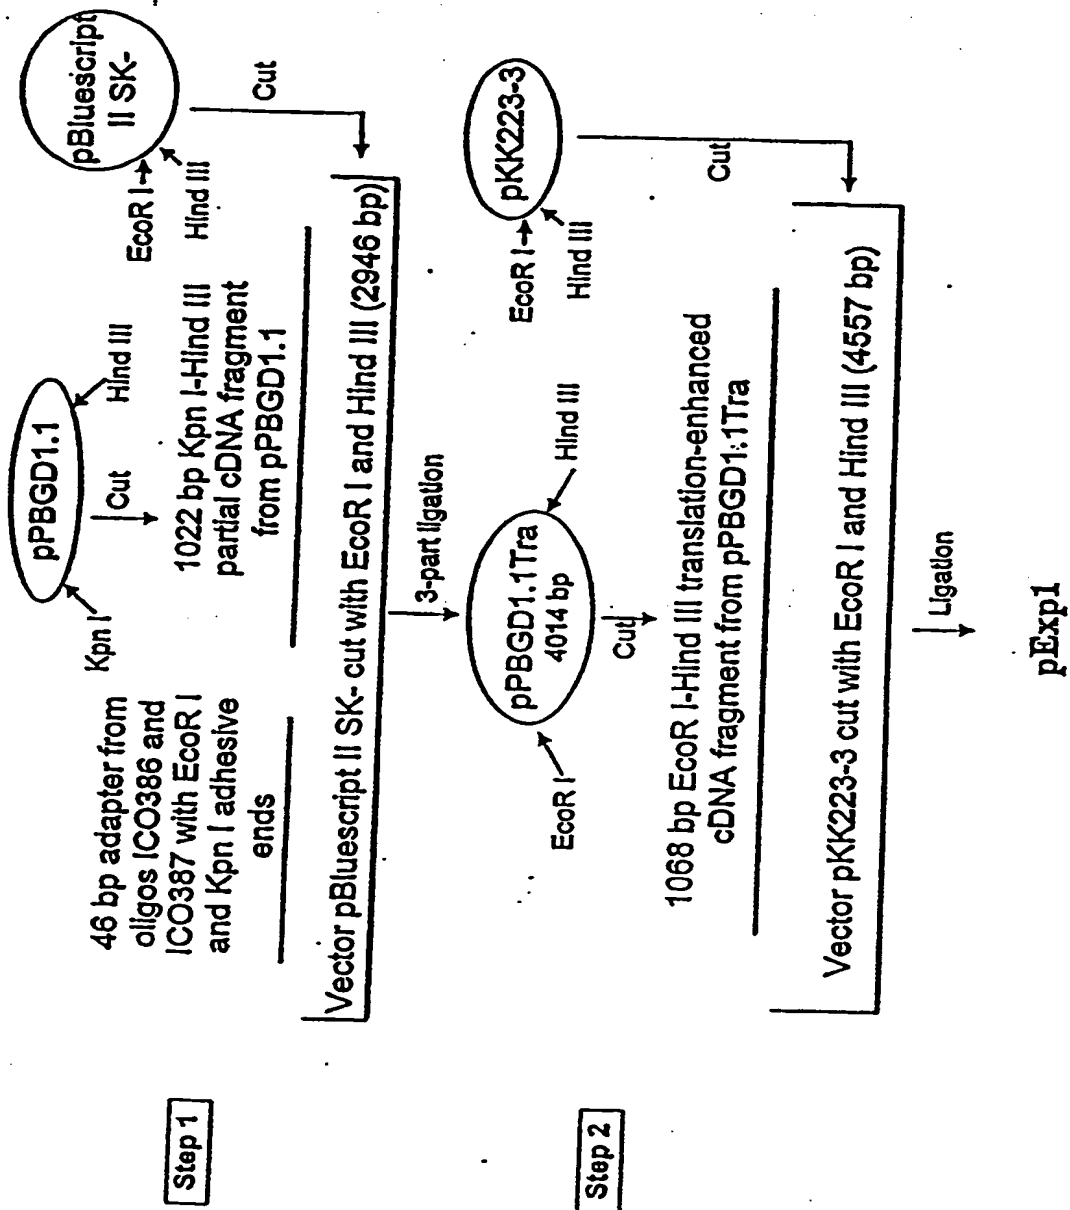 Step 1
pPBGD1.1
Kpn I
Hind III
Cut
pBluescript
II SK-
EcoR I
Hind III
Cut
46 bp adapter from
oligos ICO386 and
ICO387 with EcoR I
and Kpn I adhesive
ends
1022 bp Kpn I-Hind III
partial cDNA fragment
from pPBGD1.1
Vector pBluescript II SK- cut with EcoR I and Hind III (2946 bp)
3-part ligation
Step 2
pPBGD1.1Tra
4014 bp
EcoR I
Hind III
Cut
pKK223-3
EcoR I
Hind III
Cut
1068 bp EcoR I-Hind III translation-enhanced
cDNA fragment from pPBGD1.1Tra
Vector pKK223-3 cut with EcoR I and Hind III (4557 bp)
Ligation
pExp1